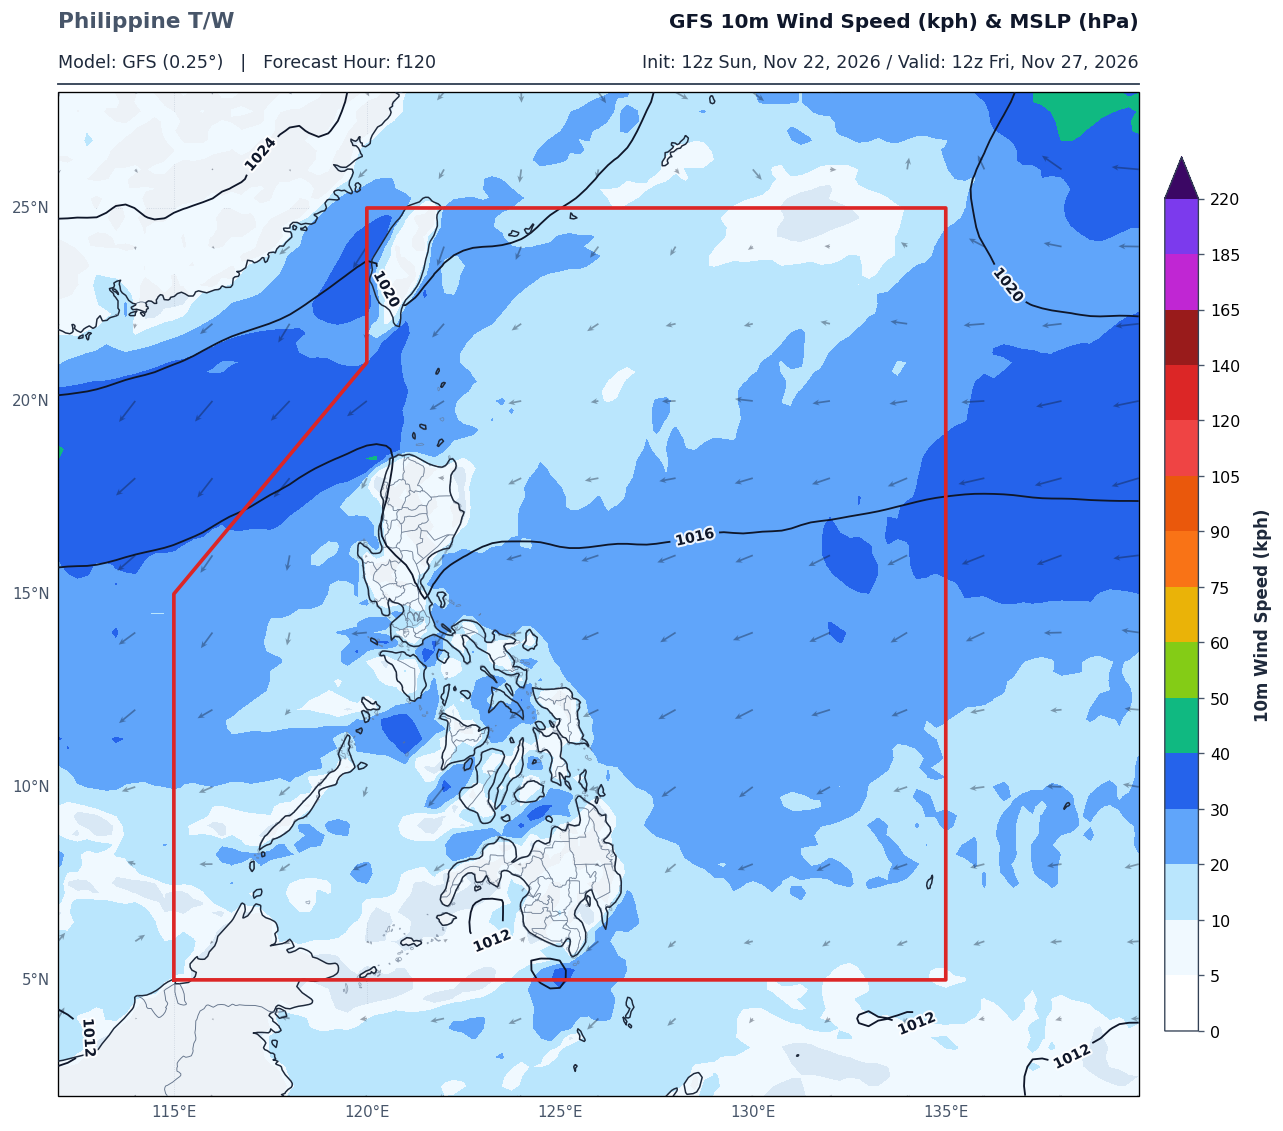 Philippine T/W
GFS 10m Wind Speed (kph) & MSLP (hPa)
Model: GFS (0.25°)   |   Forecast Hour: f120
Init: 12z Sun, Nov 22, 2026 / Valid: 12z Fri, Nov 27, 2026
1024
25°N
1020
1020
20°N
1016
15°N
10°N
1012
5°N
1012
1012
1012
115°E
120°E
125°E
130°E
135°E
220
185
165
140
120
105
90
75
60
50
40
30
20
10
5
0
10m Wind Speed (kph)